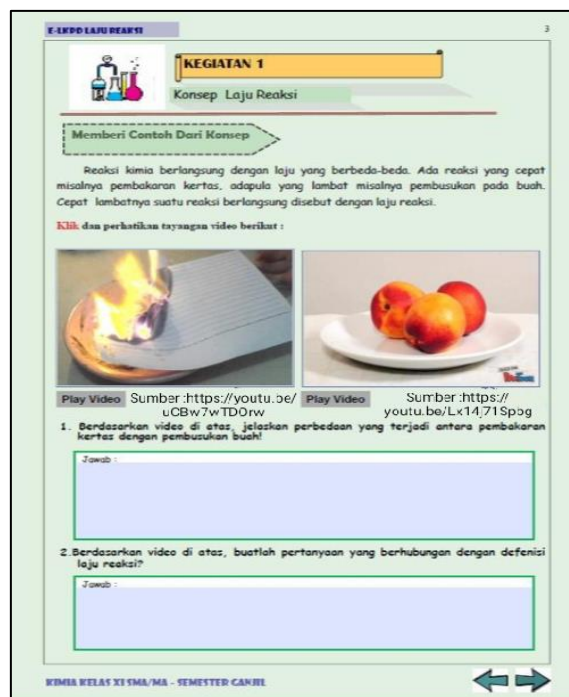 E-LKPD LAJU REAKSI
3
KEGIATAN 1
Konsep Laju Reaksi
Memberi Contoh Dari Konsep
Reaksi kimia berlangsung dengan laju yang berbeda-beda. Ada reaksi yang cepat
misalnya pembakaran kertas, adapula yang lambat misalnya pembusukan pada buah.
Cepat lambatnya suatu reaksi berlangsung disebut dengan laju reaksi.
Klik dan perhatikan tayangan video berikut :
Play Video Sumber :https://youtu.be/
uCBw7wTD0rw
Play Video Sumber :https://
youtu.be/Lx14j71Spbg
1. Berdasarkan video di atas, jelaskan perbedaan yang terjadi antara pembakaran
kertas dengan pembusukan buah!
Jawab :
2.Berdasarkan video di atas, buatlah pertanyaan yang berhubungan dengan defenisi
laju reaksi?
Jawab :
KIMIA KELAS XI SMA/MA - SEMESTER GANJIL